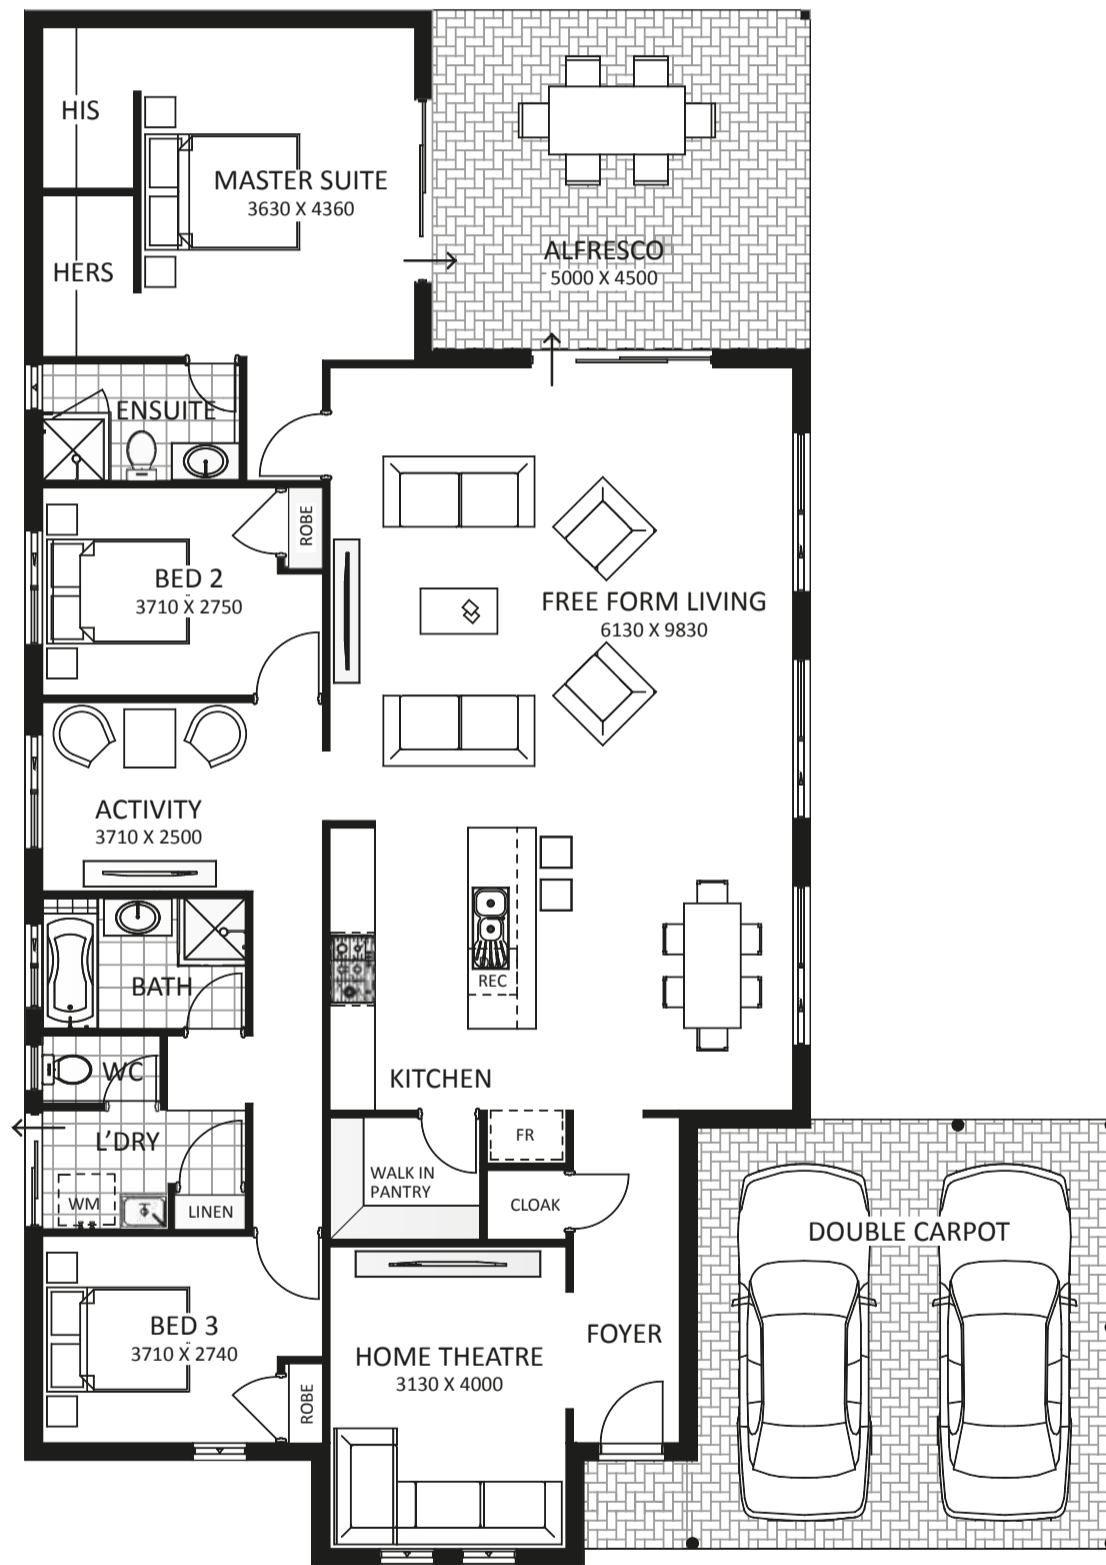 HIS
MASTER SUITE
3630 X 4360
HERS
ALFRESCO
5000 X 4500
ENSUITE
ROBE
BED 2
3710 X 2750
FREE FORM LIVING
6130 X 9830
ACTIVITY
3710 X 2500
BATH
REC
WC
KITCHEN
L'DRY
FR
WALK IN
PANTRY
WM
LINEN
CLOAK
DOUBLE CARPOT
BED 3
3710 X 2740
ROBE
HOME THEATRE
3130 X 4000
FOYER